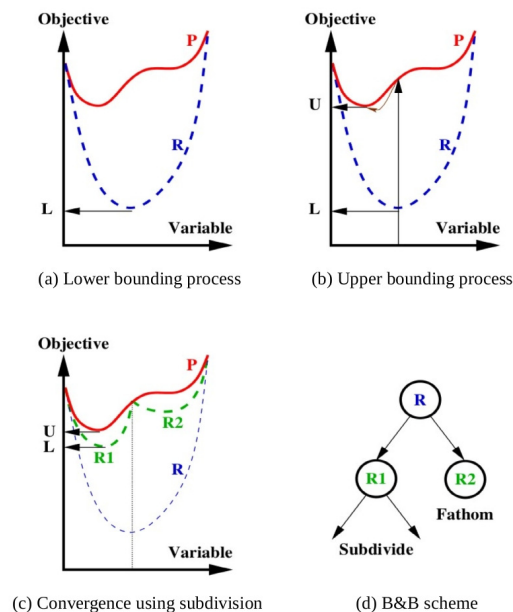 Objective
P
R
L
Variable
(a) Lower bounding process
Objective
P
U
R
L
Variable
(b) Upper bounding process
Objective
P
U
R2
L
R1
R
Variable
(c) Convergence using subdivision
R
R1
R2
Fathom
Subdivide
(d) B&B scheme